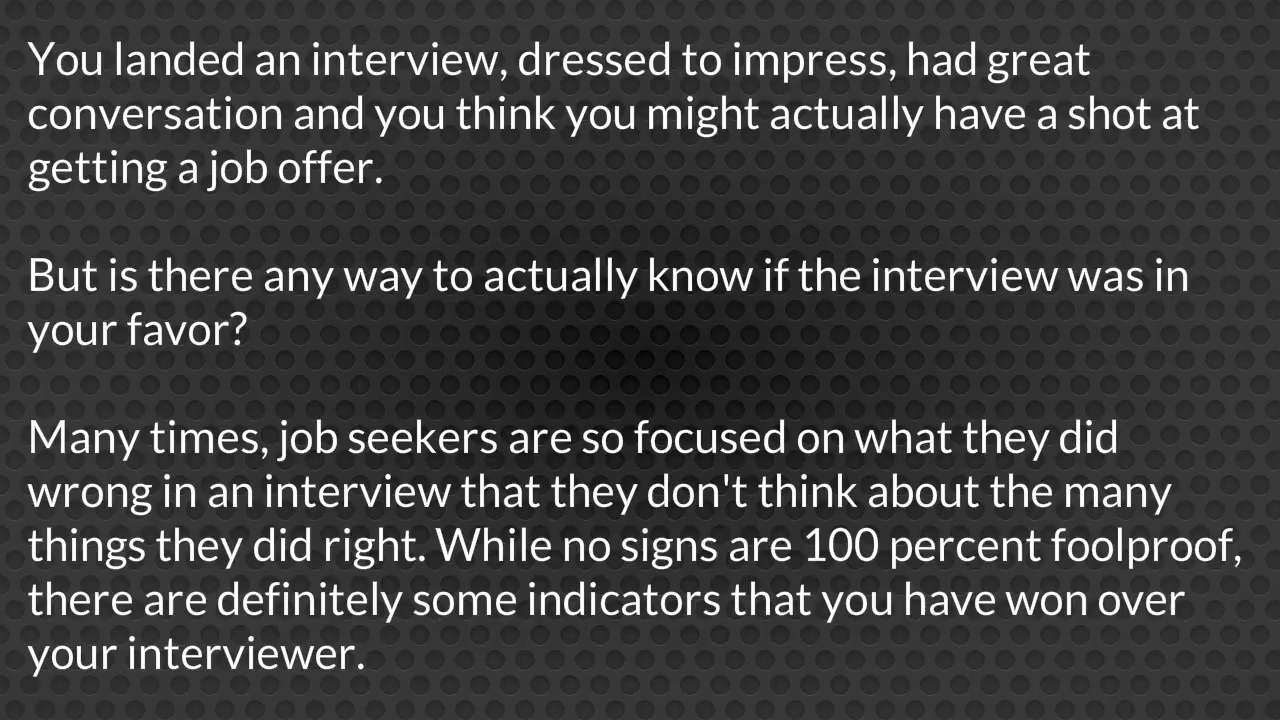 You landed an interview, dressed to impress, had great
conversation and you think you might actually have a shot at
getting a job offer.
But is there any way to actually know if the interview was in
your favor?
Many times, job seekers are so focused on what they did
wrong in an interview that they don't think about the many
things they did right. While no signs are 100 percent foolproof,
there are definitely some indicators that you have won over
your interviewer.